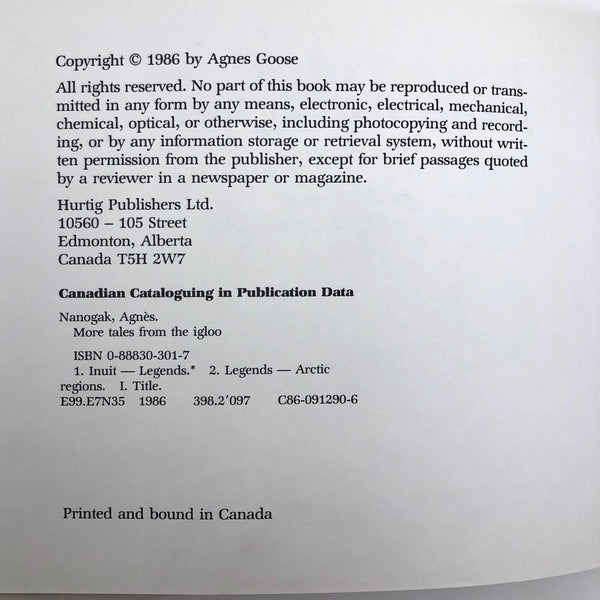 Copyright © 1986 by Agnes Goose
All rights reserved. No part of this book may be reproduced or trans-
mitted in any form by any means, electronic, electrical, mechanical,
chemical, optical, or otherwise, including photocopying and record-
ing, or by any information storage or retrieval system, without writ-
ten permission from the publisher, except for brief passages quoted
by a reviewer in a newspaper or magazine.
Hurtig Publishers Ltd.
10560 – 105 Street
Edmonton, Alberta
Canada T5H 2W7
Canadian Cataloguing in Publication Data
Nanogak, Agnès.
More tales from the igloo
ISBN 0-88830-301-7
1. Inuit — Legends.* 2. Legends — Arctic
regions. I. Title.
E99.E7N35 1986 398.2′097 C86-091290-6
Printed and bound in Canada